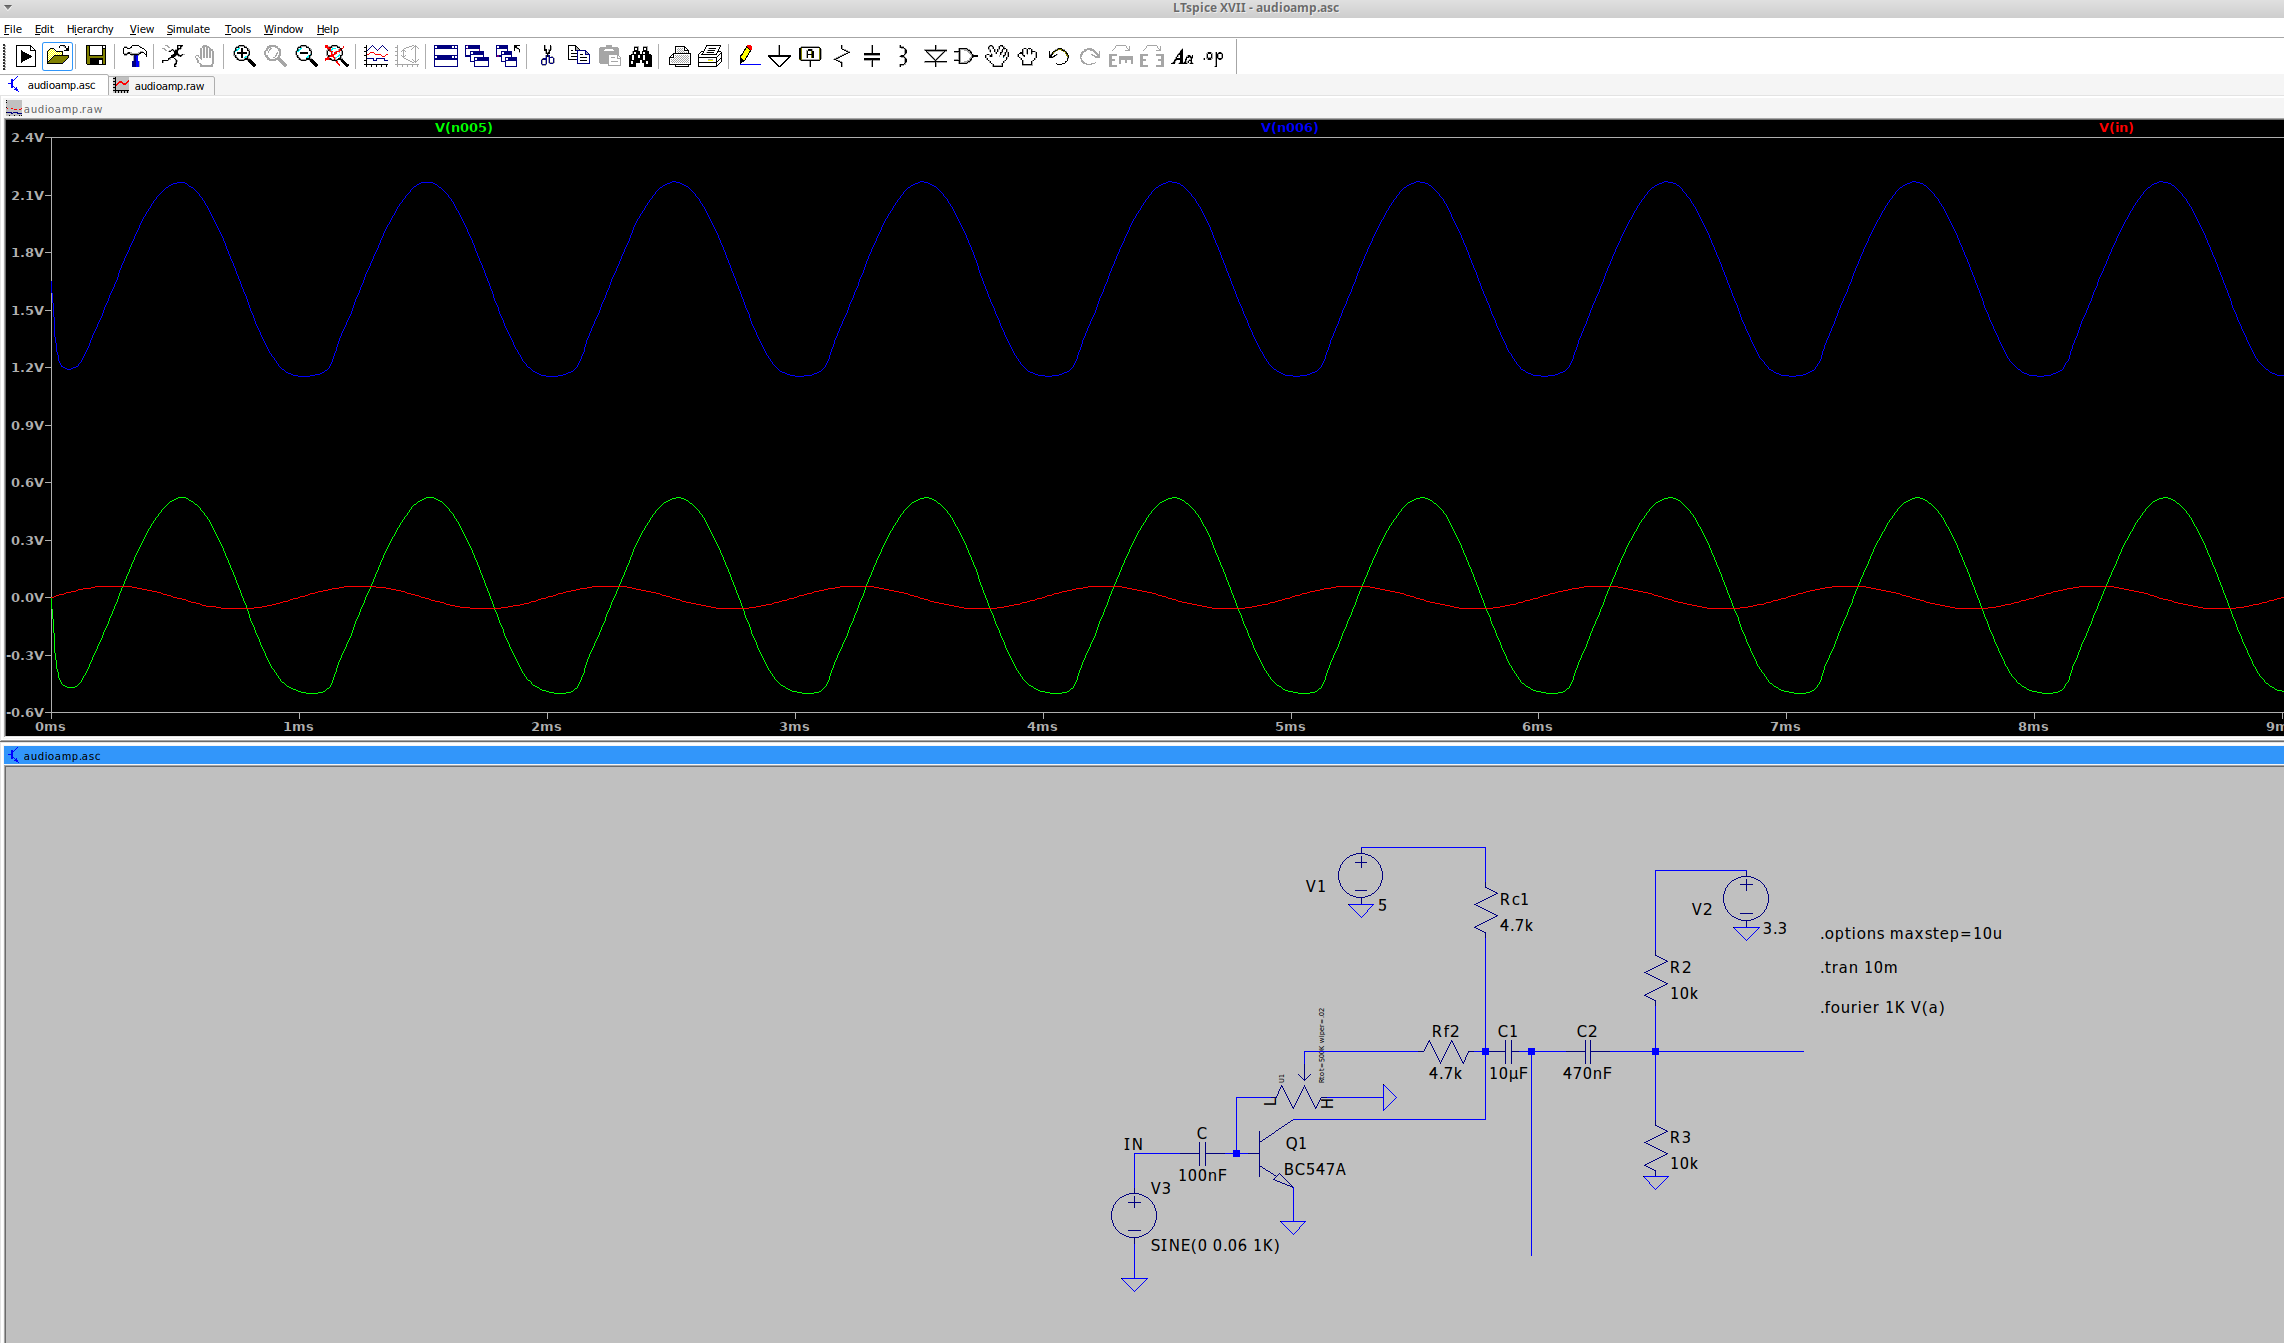 LTspice XVII - audioamp.asc
File Edit Hierarchy View Simulate Tools Window Help
A Aa .op
audioamp.asc audioamp.raw
audioamp.raw
V(n005) V(n006) V(in)
2.4V
2.1V
1.8V
1.5V
1.2V
0.9V
0.6V
0.3V
0.0V
-0.3V
-0.6V
0ms 1ms 2ms 3ms 4ms 5ms 6ms 7ms 8ms 9m
audioamp.asc
V1
5
Rc1
4.7k
V2
3.3
.options maxstep=10u
.tran 10m
.fourier 1K V(a)
R2
10k
Rf2
4.7k
C1
10µF
C2
470nF
U1
Rtot=500K wiper=.02
L H
R3
10k
IN
C
100nF
Q1
BC547A
V3
SINE(0 0.06 1K)